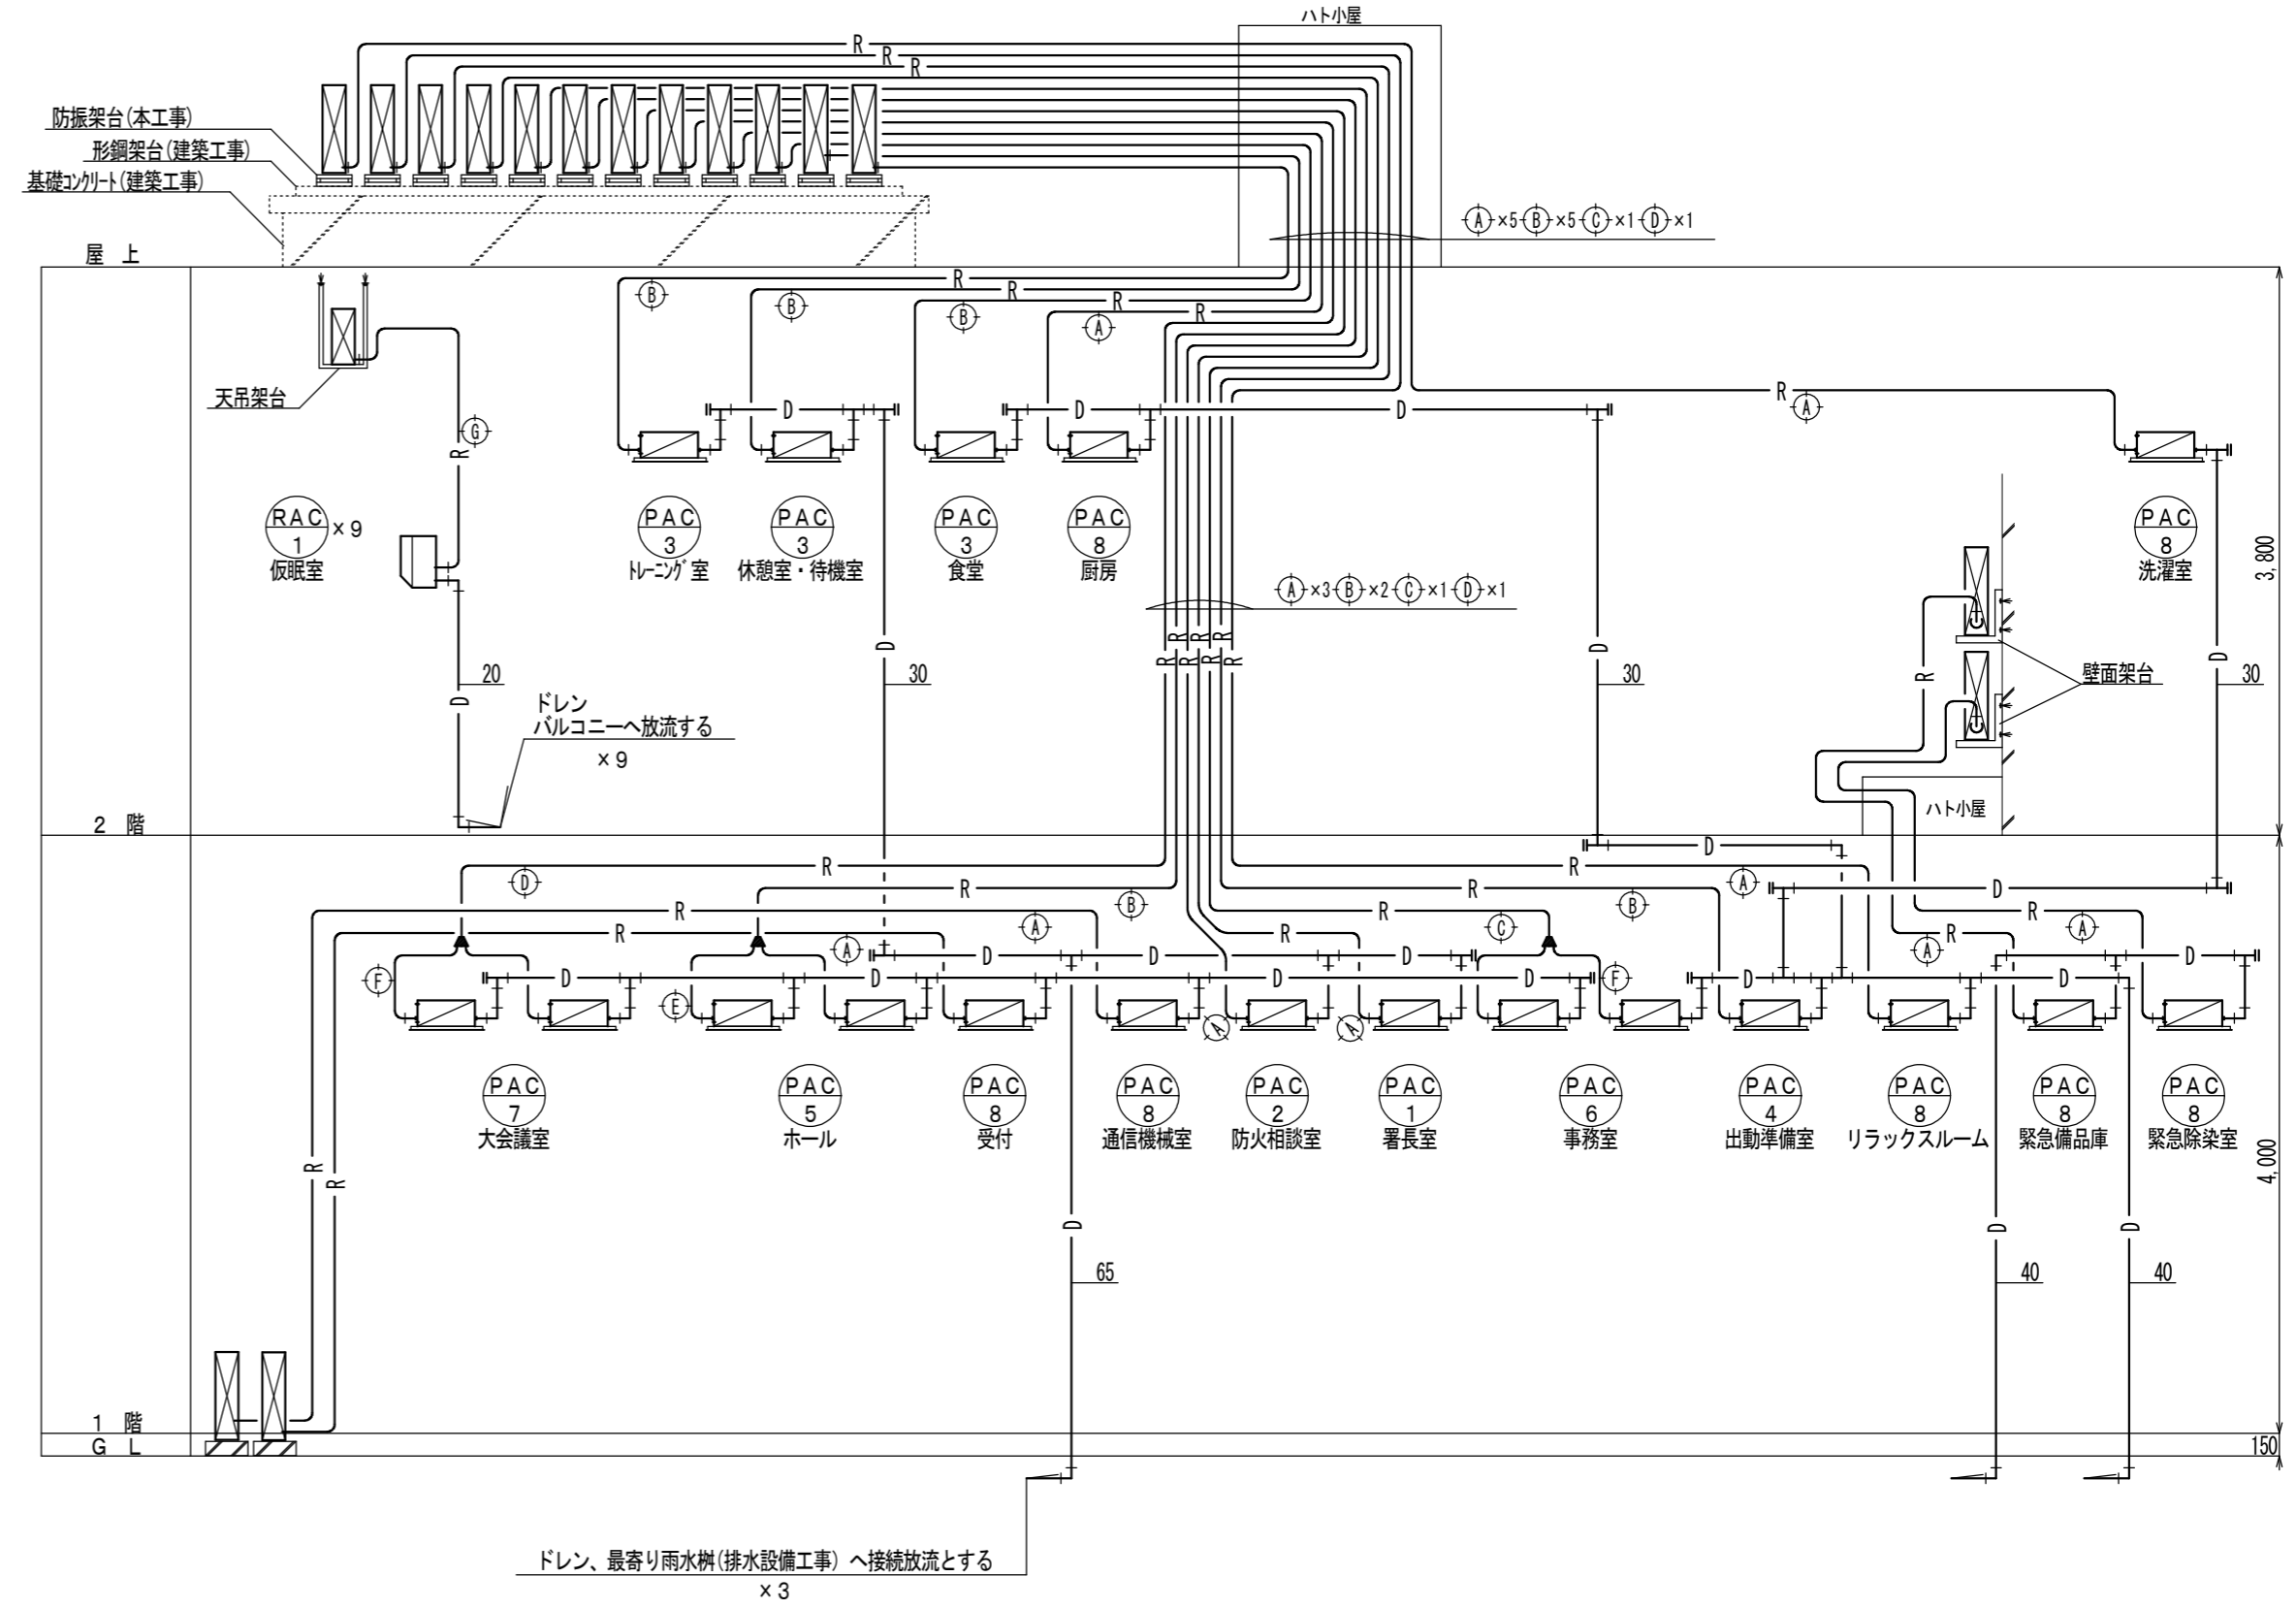 ハト小屋
R
R
R
防振架台(本工事)
形鋼架台(建築工事)
基礎コンクリート(建築工事)
A×5 B×5 C×1 D×1
屋 上
R
R
R
R
B
B
B
A
天吊架台
G
R
D
D
D
R
A
RAC
1
×9
仮眠室
PAC
3
トレーニング室
PAC
3
休憩室・待機室
PAC
3
食堂
PAC
8
厨房
PAC
8
洗濯室
3,800
A×3 B×2 C×1 D×1
D
R
R
R
R
R
R
R
D
D
R
20
30
30
30
壁面架台
D
ドレン
バルコニーへ放流する
×9
ハト小屋
2 階
D
R
R
D
A
R
R
D
B
B
R
R
A
C
A
R
R
R
A
A
D
D
D
D
F
D
D
D
D
F
D
D
E
A
A
PAC
7
大会議室
PAC
5
ホール
PAC
8
受付
PAC
8
通信機械室
PAC
2
防火相談室
PAC
1
署長室
PAC
6
事務室
PAC
4
出動準備室
PAC
8
リラックスルーム
PAC
8
緊急備品庫
PAC
8
緊急除染室
4,000
R
R
D
D
D
65
40
40
1 階
G L
150
ドレン、最寄り雨水桝(排水設備工事) へ接続放流とする
×3